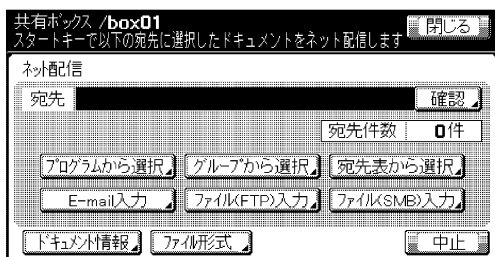 共有ボックス /box01
閉じる
スタートキーで以下の宛先に選択したドキュメントをネット配信します
ネット配信
宛先
確認
宛先件数 0件
プログラムから選択 グループから選択 宛先表から選択
E-mail入力 ファイル(FTP)入力 ファイル(SMB)入力
ドキュメント情報 ファイル形式 中止